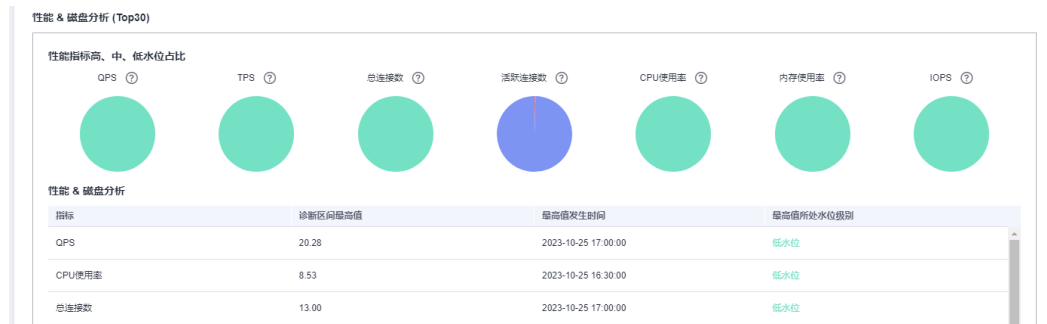 性能 & 磁盘分析 (Top30)
性能指标高、中、低水位占比
QPS ? TPS ? 总连接数 ? 活跃连接数 ? CPU使用率 ? 内存使用率 ? IOPS ?
性能 & 磁盘分析
指标 诊断区间最高值 最高值发生时间 最高值所处水位级别
QPS 20.28 2023-10-25 17:00:00 低水位
CPU使用率 8.53 2023-10-25 16:30:00 低水位
总连接数 13.00 2023-10-25 17:00:00 低水位